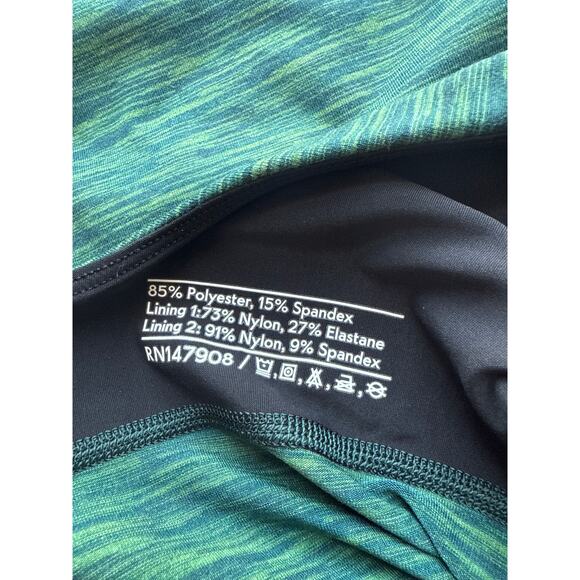 85% Polyester, 15% Spandex
Lining 1:73% Nylon, 27% Elastane
Lining 2: 91% Nylon, 9% Spandex
RN147908 /